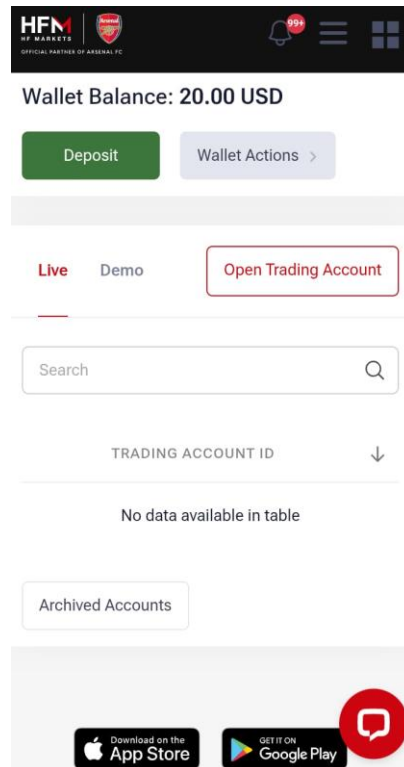 HFM
HF MARKETS
Arsenal
OFFICIAL PARTNER OF ARSENAL FC
99+
Wallet Balance: 20.00 USD
Deposit
Wallet Actions >
Live
Demo
Open Trading Account
Search
TRADING ACCOUNT ID
No data available in table
Archived Accounts
Download on the
App Store
GET IT ON
Google Play